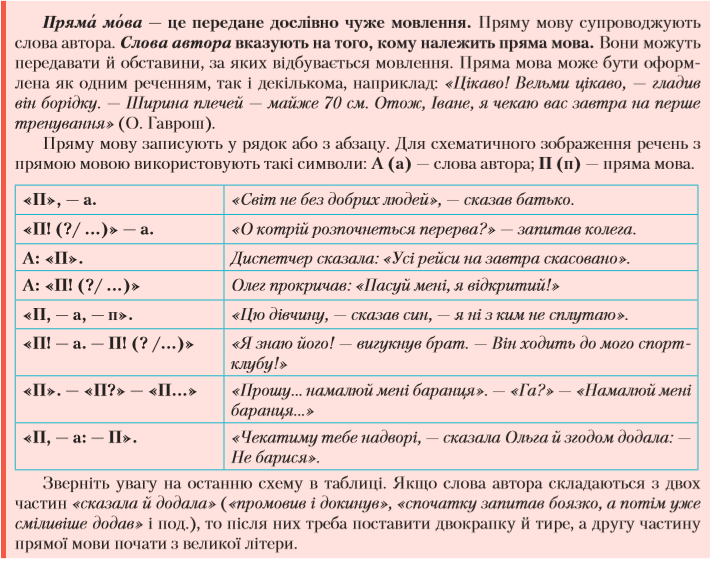 Пряма́ мо́ва — це передане дослівно чуже мовлення. Пряму мову супроводжують
слова автора. Слова автора вказують на того, кому належить пряма мова. Вони можуть
передавати й обставини, за яких відбувається мовлення. Пряма мова може бути оформ-
лена як одним реченням, так і декількома, наприклад: «Цікаво! Вельми цікаво, — гладив
він борідку. — Ширина плечей — майже 70 см. Отож, Іване, я чекаю вас завтра на перше
тренування» (О. Гаврош).
Пряму мову записують у рядок або з абзацу. Для схематичного зображення речень з
прямою мовою використовують такі символи: А (а) — слова автора; П (п) — пряма мова.
«П», — а. «Світ не без добрих людей», — сказав батько.
«П! (?/ ...)» — а. «О котрій розпочнеться перерва?» — запитав колега.
А: «П». Диспетчер сказала: «Усі рейси на завтра скасовано».
А: «П! (?/ ...)» Олег прокричав: «Пасуй мені, я відкритий!»
«П, — а, — п». «Цю дівчину, — сказав син, — я ні з ким не сплутаю».
«П! — а. — П! (? /...)» «Я знаю його! — вигукнув брат. — Він ходить до мого спорт-
клубу!»
«П». — «П?» — «П...» «Прошу... намалюй мені баранця». — «Га?» — «Намалюй мені
баранця...»
«П, — а: — П». «Чекатиму тебе надворі, — сказала Ольга й згодом додала: —
Не барися».
Зверніть увагу на останню схему в таблиці. Якщо слова автора складаються з двох
частин «сказала й додала» («промовив і докинув», «спочатку запитав боязко, а потім уже
сміливіше додав» і под.), то після них треба поставити двокрапку й тире, а другу частину
прямої мови почати з великої літери.